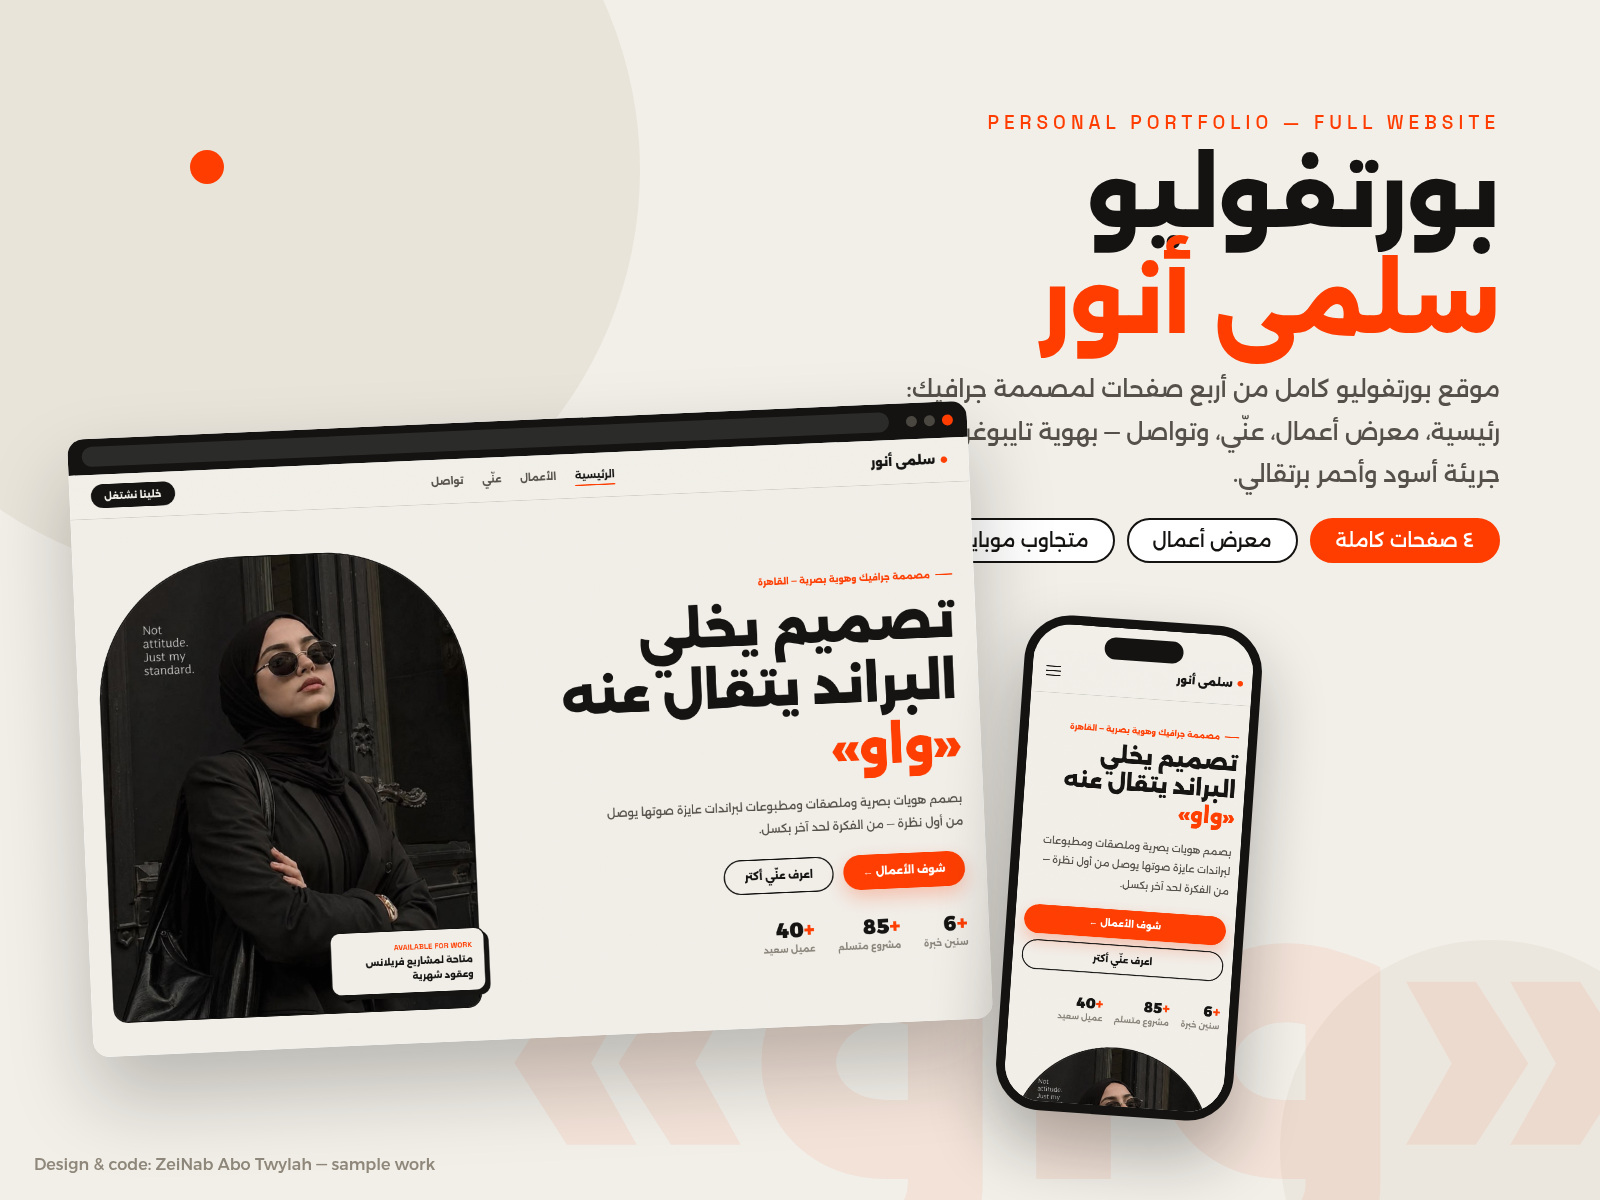 PERSONAL PORTFOLIO — FULL WEBSITE
بورتفوليو
سلمى أنور
موقع بورتفوليو كامل من أربع صفحات لمصممة جرافيك:
رئيسية، معرض أعمال، عنّي، وتواصل — بهوية
جريئة أسود وأحمر برتقالي.
٤ صفحات كاملة
معرض أعمال
متجاوب
سلمى أنور
الرئيسية
الأعمال
عنّي
تواصل
خلينا نشتغل
مصممة جرافيك وهوية بصرية — القاهرة
تصميم يخلي
البراند يتقال عنه
«واو»
بصمم هويات بصرية وملصقات ومطبوعات لبراندات عايزة صوتها يوصل
من أول نظرة — من الفكرة لحد آخر بكسل.
شوف الأعمال ←
اعرف عنّي أكتر
+6
سنين خبرة
+85
مشروع متسلم
+40
عميل سعيد
Not
attitude.
Just my
standard.
AVAILABLE FOR WORK
متاحة لمشاريع فريلانس
وعقود شهرية
سلمى أنور
مصممة جرافيك وهوية بصرية — القاهرة
تصميم يخلي
البراند يتقال عنه
«واو»
بصمم هويات بصرية وملصقات ومطبوعات
لبراندات عايزة صوتها يوصل من أول نظرة —
من الفكرة لحد آخر بكسل.
شوف الأعمال ←
اعرف عنّي أكتر
+6
سنين خبرة
+85
مشروع متسلم
+40
عميل سعيد
Not
attitude.
Just my
«واو»
Design & code: ZeiNab Abo Twylah — sample work